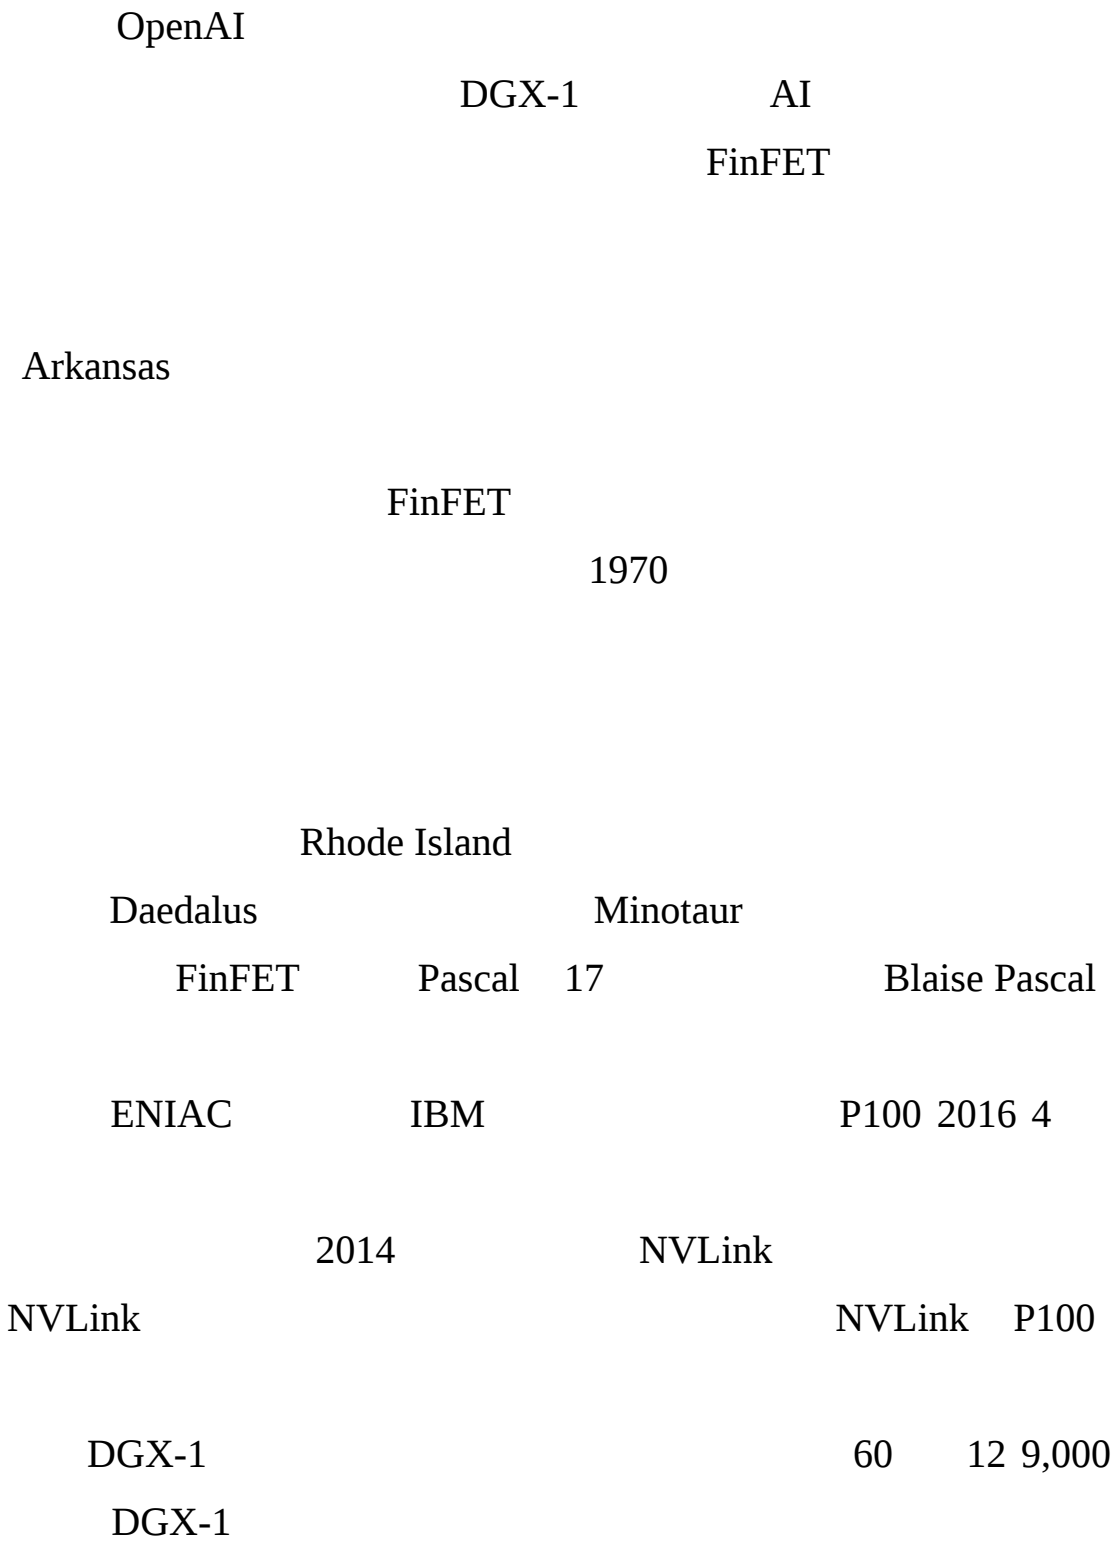 OpenAI
DGX-1 AI
FinFET
Arkansas
FinFET
1970
Rhode Island
Daedalus Minotaur
FinFET Pascal 17 Blaise Pascal
ENIAC IBM P100 2016 4
2014 NVLink
NVLink NVLink P100
DGX-1 60 12 9,000
DGX-1